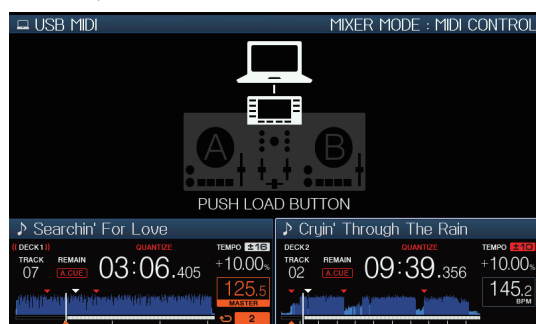 USB MIDI
MIXER MODE : MIDI CONTROL
A
B
PUSH LOAD BUTTON
♪ Searchin' For Love
DECK1
QUANTIZE
TEMPO ±16
TRACK
07
REMAIN
A.CUE
03:06.405
+10.00%
125.5
MASTER
2
♪ Cryin' Through The Rain
DECK2
QUANTIZE
TEMPO ±10
TRACK
02
REMAIN
A.CUE
09:39.356
+10.00%
145.2
BPM